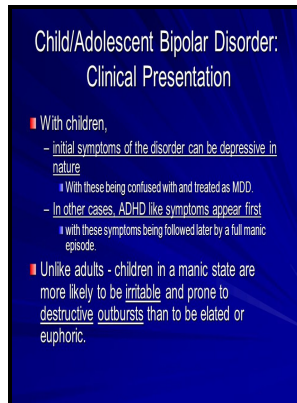 Child/Adolescent Bipolar Disorder:
Clinical Presentation
With children,
– initial symptoms of the disorder can be depressive in
nature
With these being confused with and treated as MDD.
– In other cases, ADHD like symptoms appear first
with these symptoms being followed later by a full manic
episode.
Unlike adults - children in a manic state are
more likely to be irritable and prone to
destructive outbursts than to be elated or
euphoric.